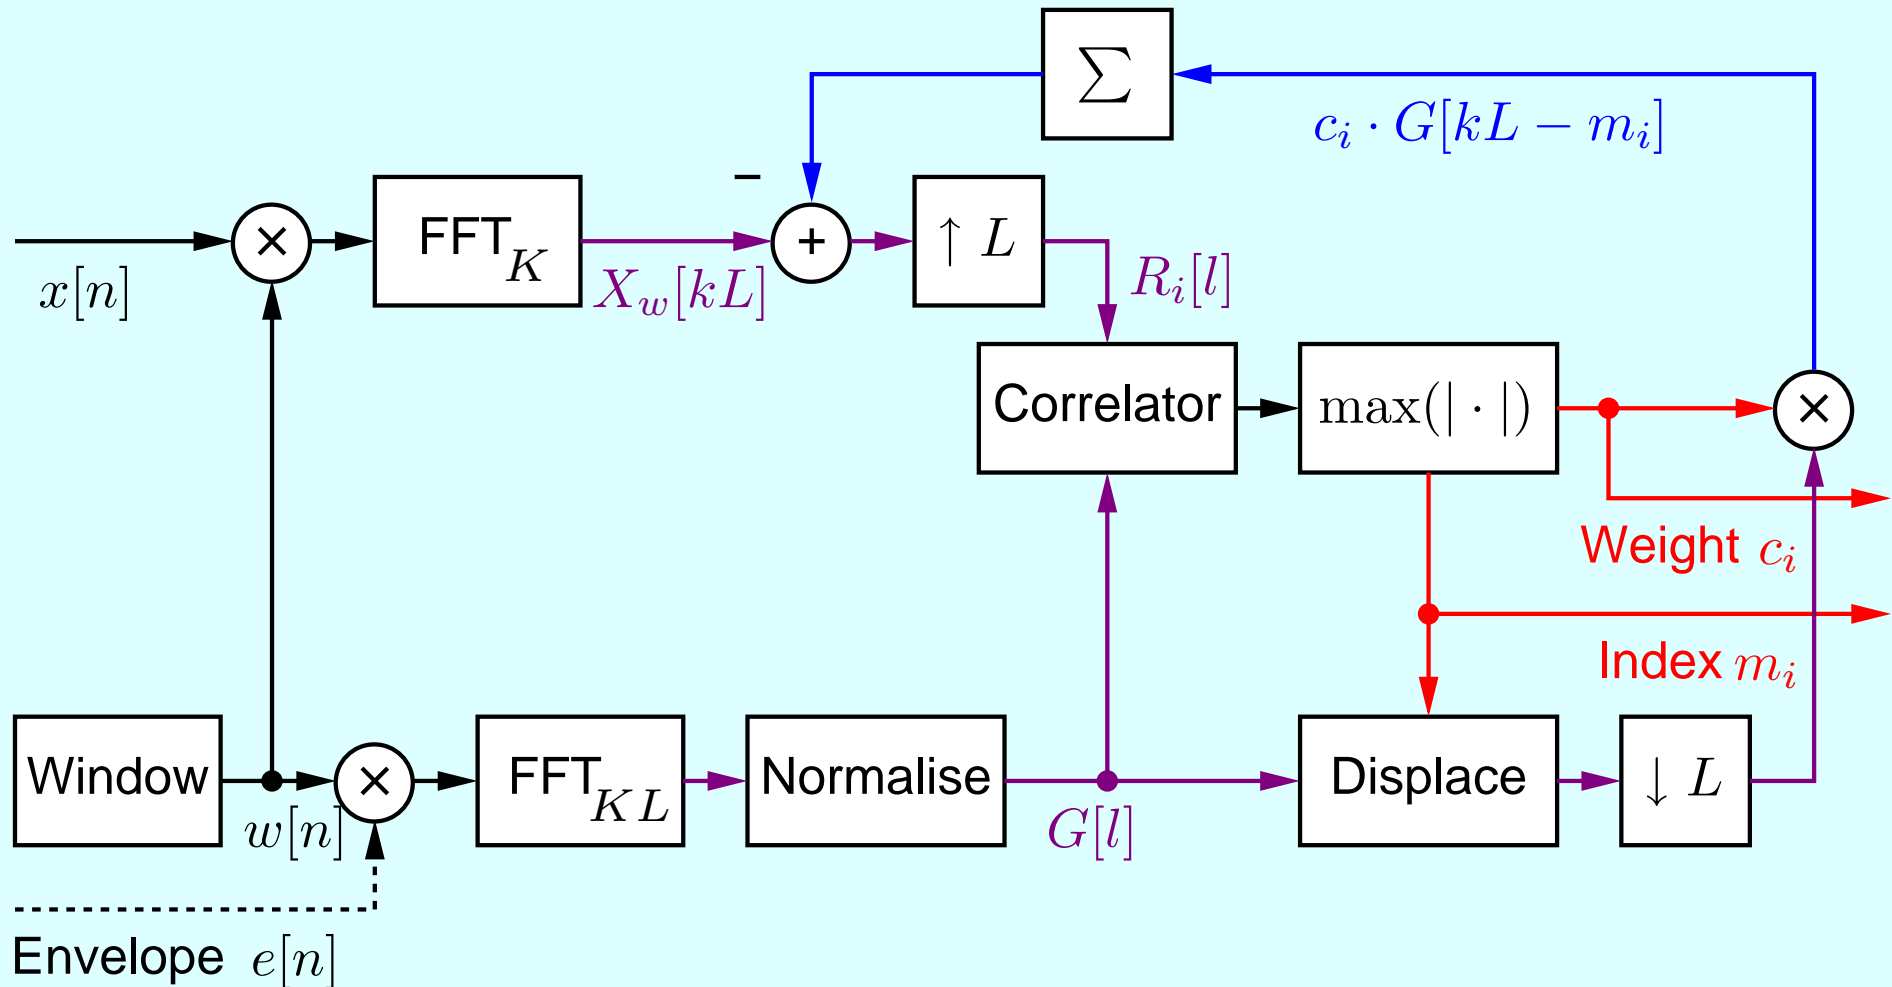 ∑
c_i · G[kL − m_i]
−
x[n]
×
FFT_K
X_w[kL]
+
↑ L
R_i[l]
Correlator
max(| · |)
×
Weight c_i
Index m_i
Window
w[n]
×
FFT_KL
Normalise
G[l]
Displace
↓ L
Envelope e[n]